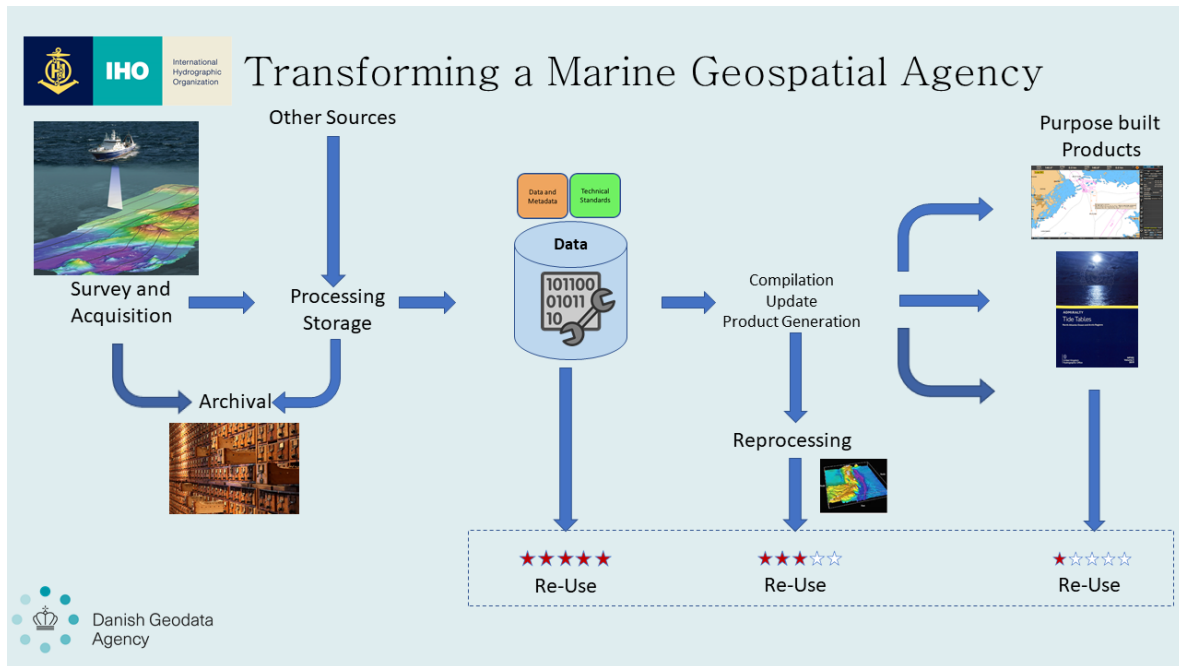 IHO
International
Hydrographic
Organization
Transforming a Marine Geospatial Agency
Other Sources
Purpose built
Products
Data and
Metadata
Technical
Standards
Data
101100
01011
10
Survey and
Acquisition
Processing
Storage
Compilation
Update
Product Generation
ADMIRALTY
Tide Tables
Archival
Reprocessing
Re-Use
Re-Use
Re-Use
Danish Geodata
Agency